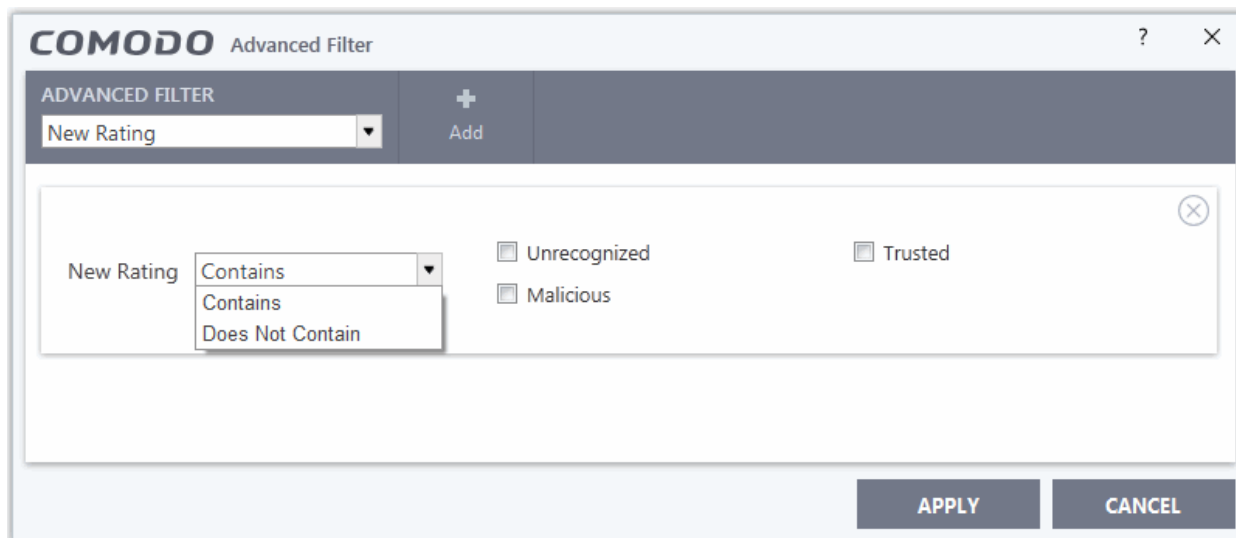 COMODO Advanced Filter ?
ADVANCED FILTER
New Rating
Add
New Rating Contains
Contains
Does Not Contain
Unrecognized
Malicious
Trusted
APPLY CANCEL